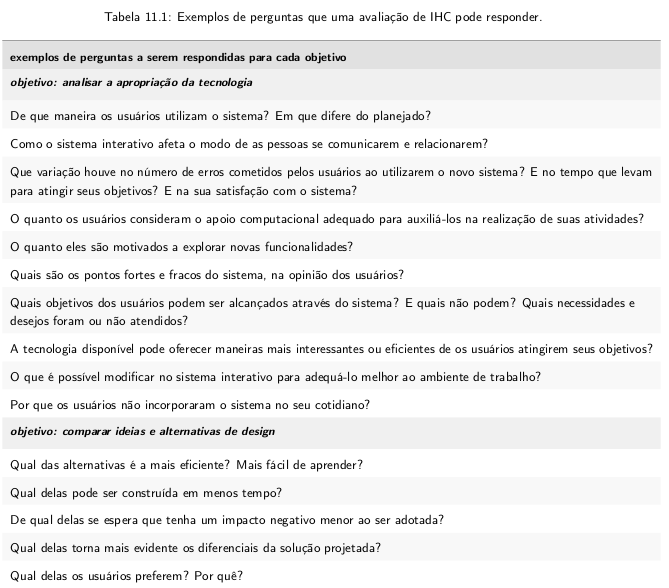 Tabela 11.1: Exemplos de perguntas que uma avaliação de IHC pode responder.
exemplos de perguntas a serem respondidas para cada objetivo
objetivo: analisar a apropriação da tecnologia
De que maneira os usuários utilizam o sistema? Em que difere do planejado?
Como o sistema interativo afeta o modo de as pessoas se comunicarem e relacionarem?
Que variação houve no número de erros cometidos pelos usuários ao utilizarem o novo sistema? E no tempo que levam
para atingir seus objetivos? E na sua satisfação com o sistema?
O quanto os usuários consideram o apoio computacional adequado para auxiliá-los na realização de suas atividades?
O quanto eles são motivados a explorar novas funcionalidades?
Quais são os pontos fortes e fracos do sistema, na opinião dos usuários?
Quais objetivos dos usuários podem ser alcançados através do sistema? E quais não podem? Quais necessidades e
desejos foram ou não atendidos?
A tecnologia disponível pode oferecer maneiras mais interessantes ou eficientes de os usuários atingirem seus objetivos?
O que é possível modificar no sistema interativo para adequá-lo melhor ao ambiente de trabalho?
Por que os usuários não incorporaram o sistema no seu cotidiano?
objetivo: comparar ideias e alternativas de design
Qual das alternativas é a mais eficiente? Mais fácil de aprender?
Qual delas pode ser construída em menos tempo?
De qual delas se espera que tenha um impacto negativo menor ao ser adotada?
Qual delas torna mais evidente os diferenciais da solução projetada?
Qual delas os usuários preferem? Por quê?